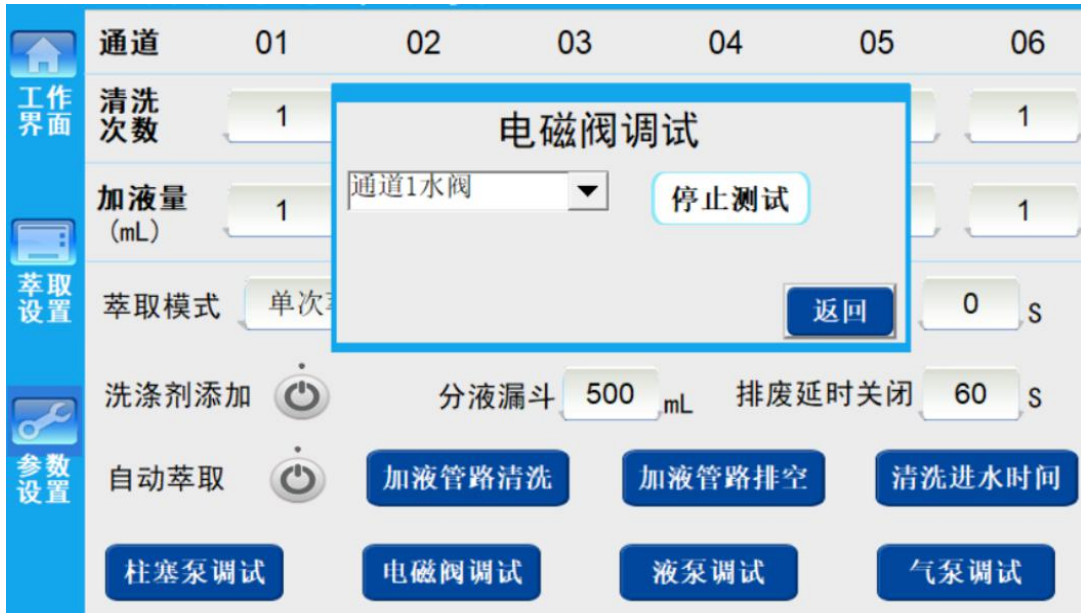 通道 01 02 03 04 05 06
工作
界面
清洗
次数
1
1
电磁阀调试
通道1水阀
停止测试
加液量
(mL)
1
1
萃取
设置
萃取模式
单次
返回
0 S
洗涤剂添加
分液漏斗 500 mL
排废延时关闭 60 S
参数
设置
自动萃取
加液管路清洗
加液管路排空
清洗进水时间
柱塞泵调试
电磁阀调试
液泵调试
气泵调试